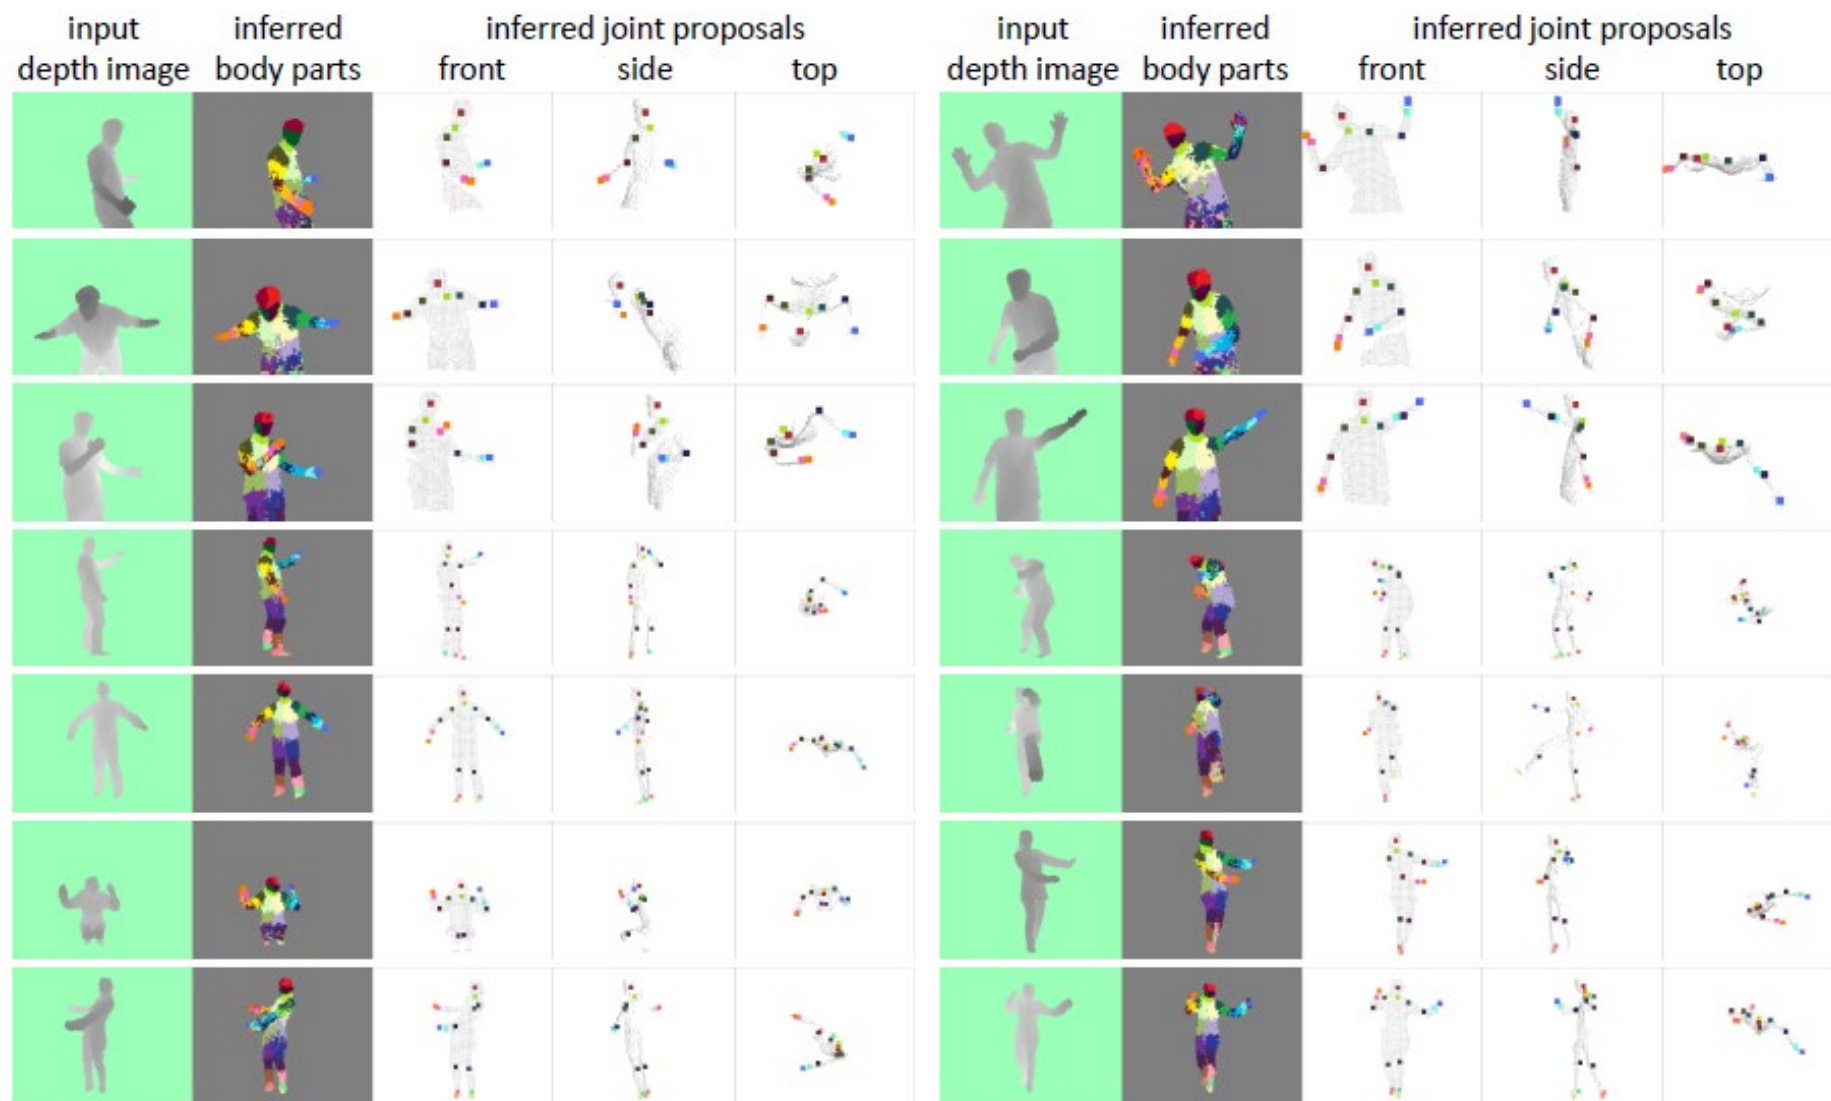 input inferred inferred joint proposals input inferred inferred joint proposals
depth image body parts front side top depth image body parts front side top